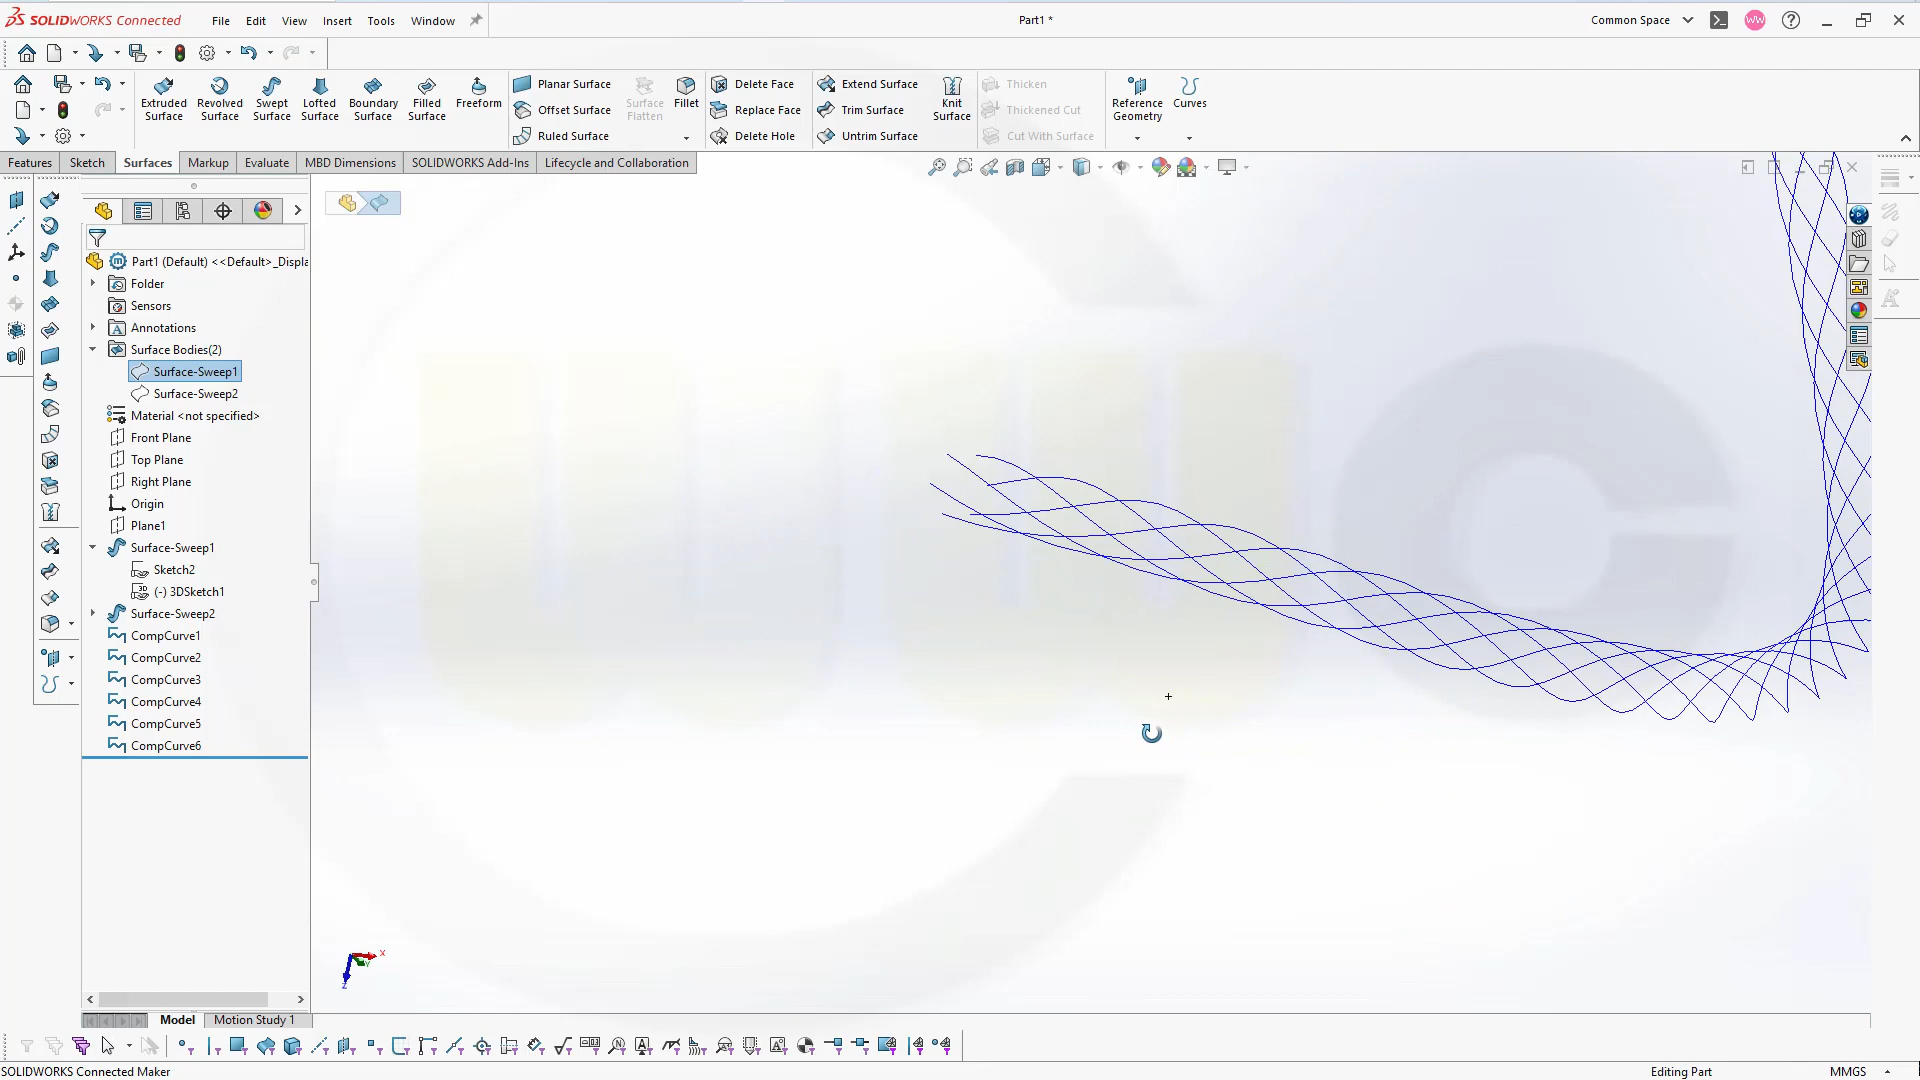 SOLIDWORKS Connected File Edit View Insert Tools Window Part1 * Common Space WW
Extruded Surface Revolved Surface Swept Surface Lofted Surface Boundary Surface Filled Surface Freeform
Planar Surface Offset Surface Ruled Surface
Surface Flatten Fillet
Delete Face Replace Face Delete Hole
Extend Surface Trim Surface Untrim Surface
Knit Surface
Thicken Thickened Cut Cut With Surface
Reference Geometry Curves
Features Sketch Surfaces Markup Evaluate MBD Dimensions SOLIDWORKS Add-Ins Lifecycle and Collaboration
Part1 (Default) <<Default>_Displa
Folder
Sensors
Annotations
Surface Bodies(2)
Surface-Sweep1
Surface-Sweep2
Material <not specified>
Front Plane
Top Plane
Right Plane
Origin
Plane1
Surface-Sweep1
Sketch2
(-) 3DSketch1
Surface-Sweep2
CompCurve1
CompCurve2
CompCurve3
CompCurve4
CompCurve5
CompCurve6
X
Y
Z
Model Motion Study 1
SOLIDWORKS Connected Maker Editing Part MMGS